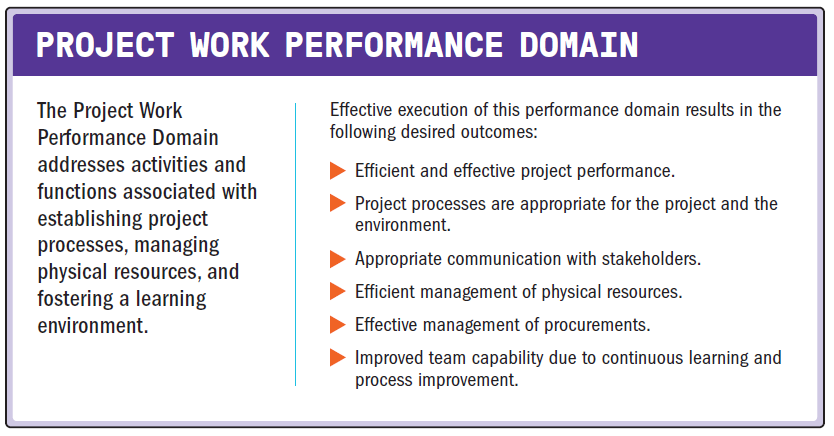 PROJECT WORK PERFORMANCE DOMAIN
The Project Work
Performance Domain
addresses activities and
functions associated with
establishing project
processes, managing
physical resources, and
fostering a learning
environment.
Effective execution of this performance domain results in the
following desired outcomes:
Efficient and effective project performance.
Project processes are appropriate for the project and the
environment.
Appropriate communication with stakeholders.
Efficient management of physical resources.
Effective management of procurements.
Improved team capability due to continuous learning and
process improvement.